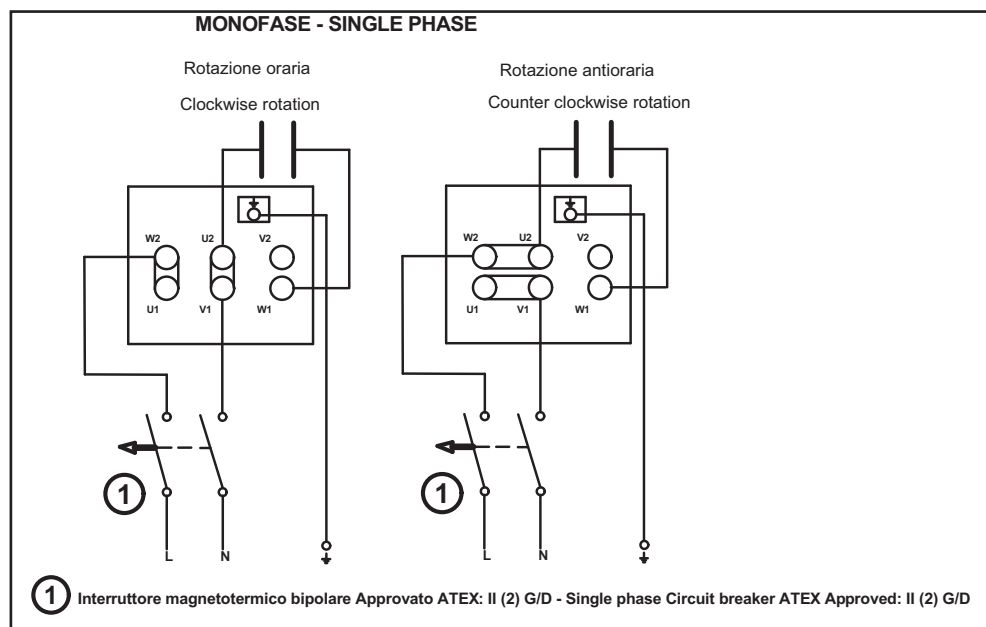 MONOFASE - SINGLE PHASE
Rotazione oraria
Clockwise rotation
Rotazione antioraria
Counter clockwise rotation
W2 U2 V2
U1 V1 W1
W2 U2 V2
U1 V1 W1
1
1
L N
L N
1 Interruttore magnetotermico bipolare Approvato ATEX: II (2) G/D - Single phase Circuit breaker ATEX Approved: II (2) G/D